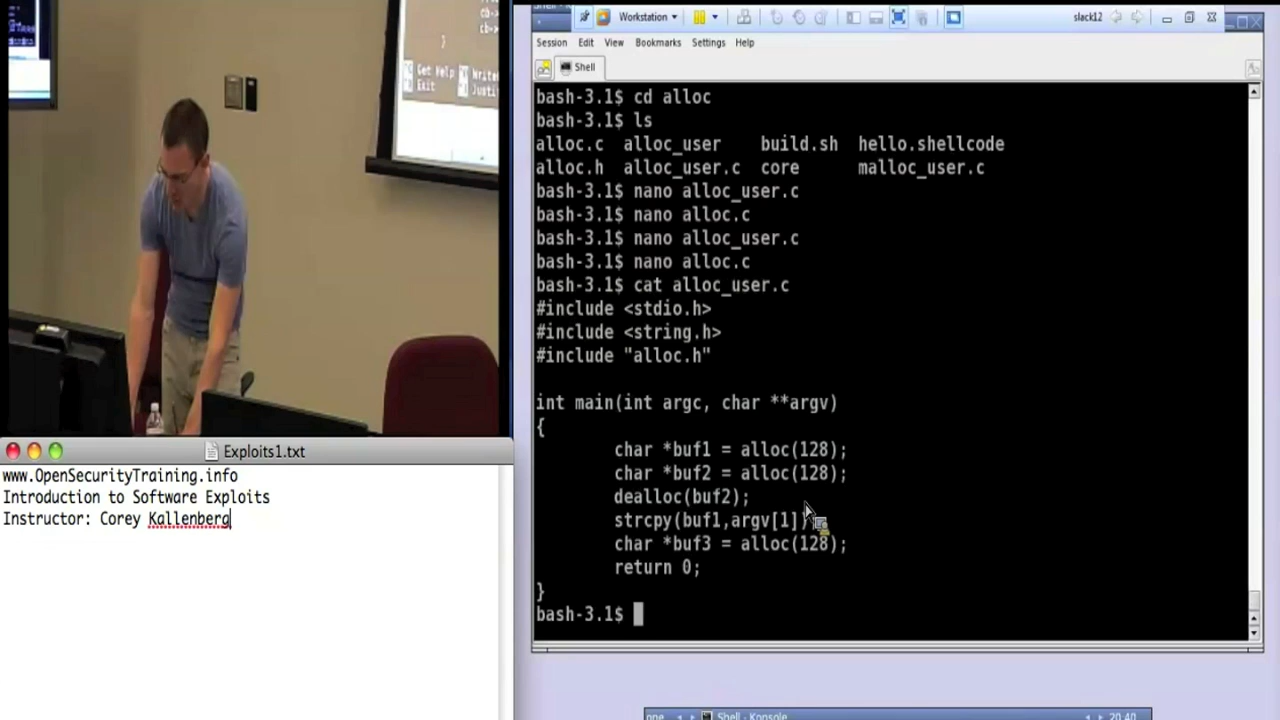 Workstation
slack12
Session Edit View Bookmarks Settings Help
Shell
bash-3.1$ cd alloc
bash-3.1$ ls
alloc.c alloc_user build.sh hello.shellcode
alloc.h alloc_user.c core malloc_user.c
bash-3.1$ nano alloc_user.c
bash-3.1$ nano alloc.c
bash-3.1$ nano alloc_user.c
bash-3.1$ nano alloc.c
bash-3.1$ cat alloc_user.c
#include <stdio.h>
#include <string.h>
#include "alloc.h"
int main(int argc, char **argv)
{
char *buf1 = alloc(128);
char *buf2 = alloc(128);
dealloc(buf2);
strcpy(buf1,argv[1])
char *buf3 = alloc(128);
return 0;
}
bash-3.1$
Get Help
Exit
Exploits1.txt
www.OpenSecurityTraining.info
Introduction to Software Exploits
Instructor: Corey Kallenberg
Shell - Konsole
20:40